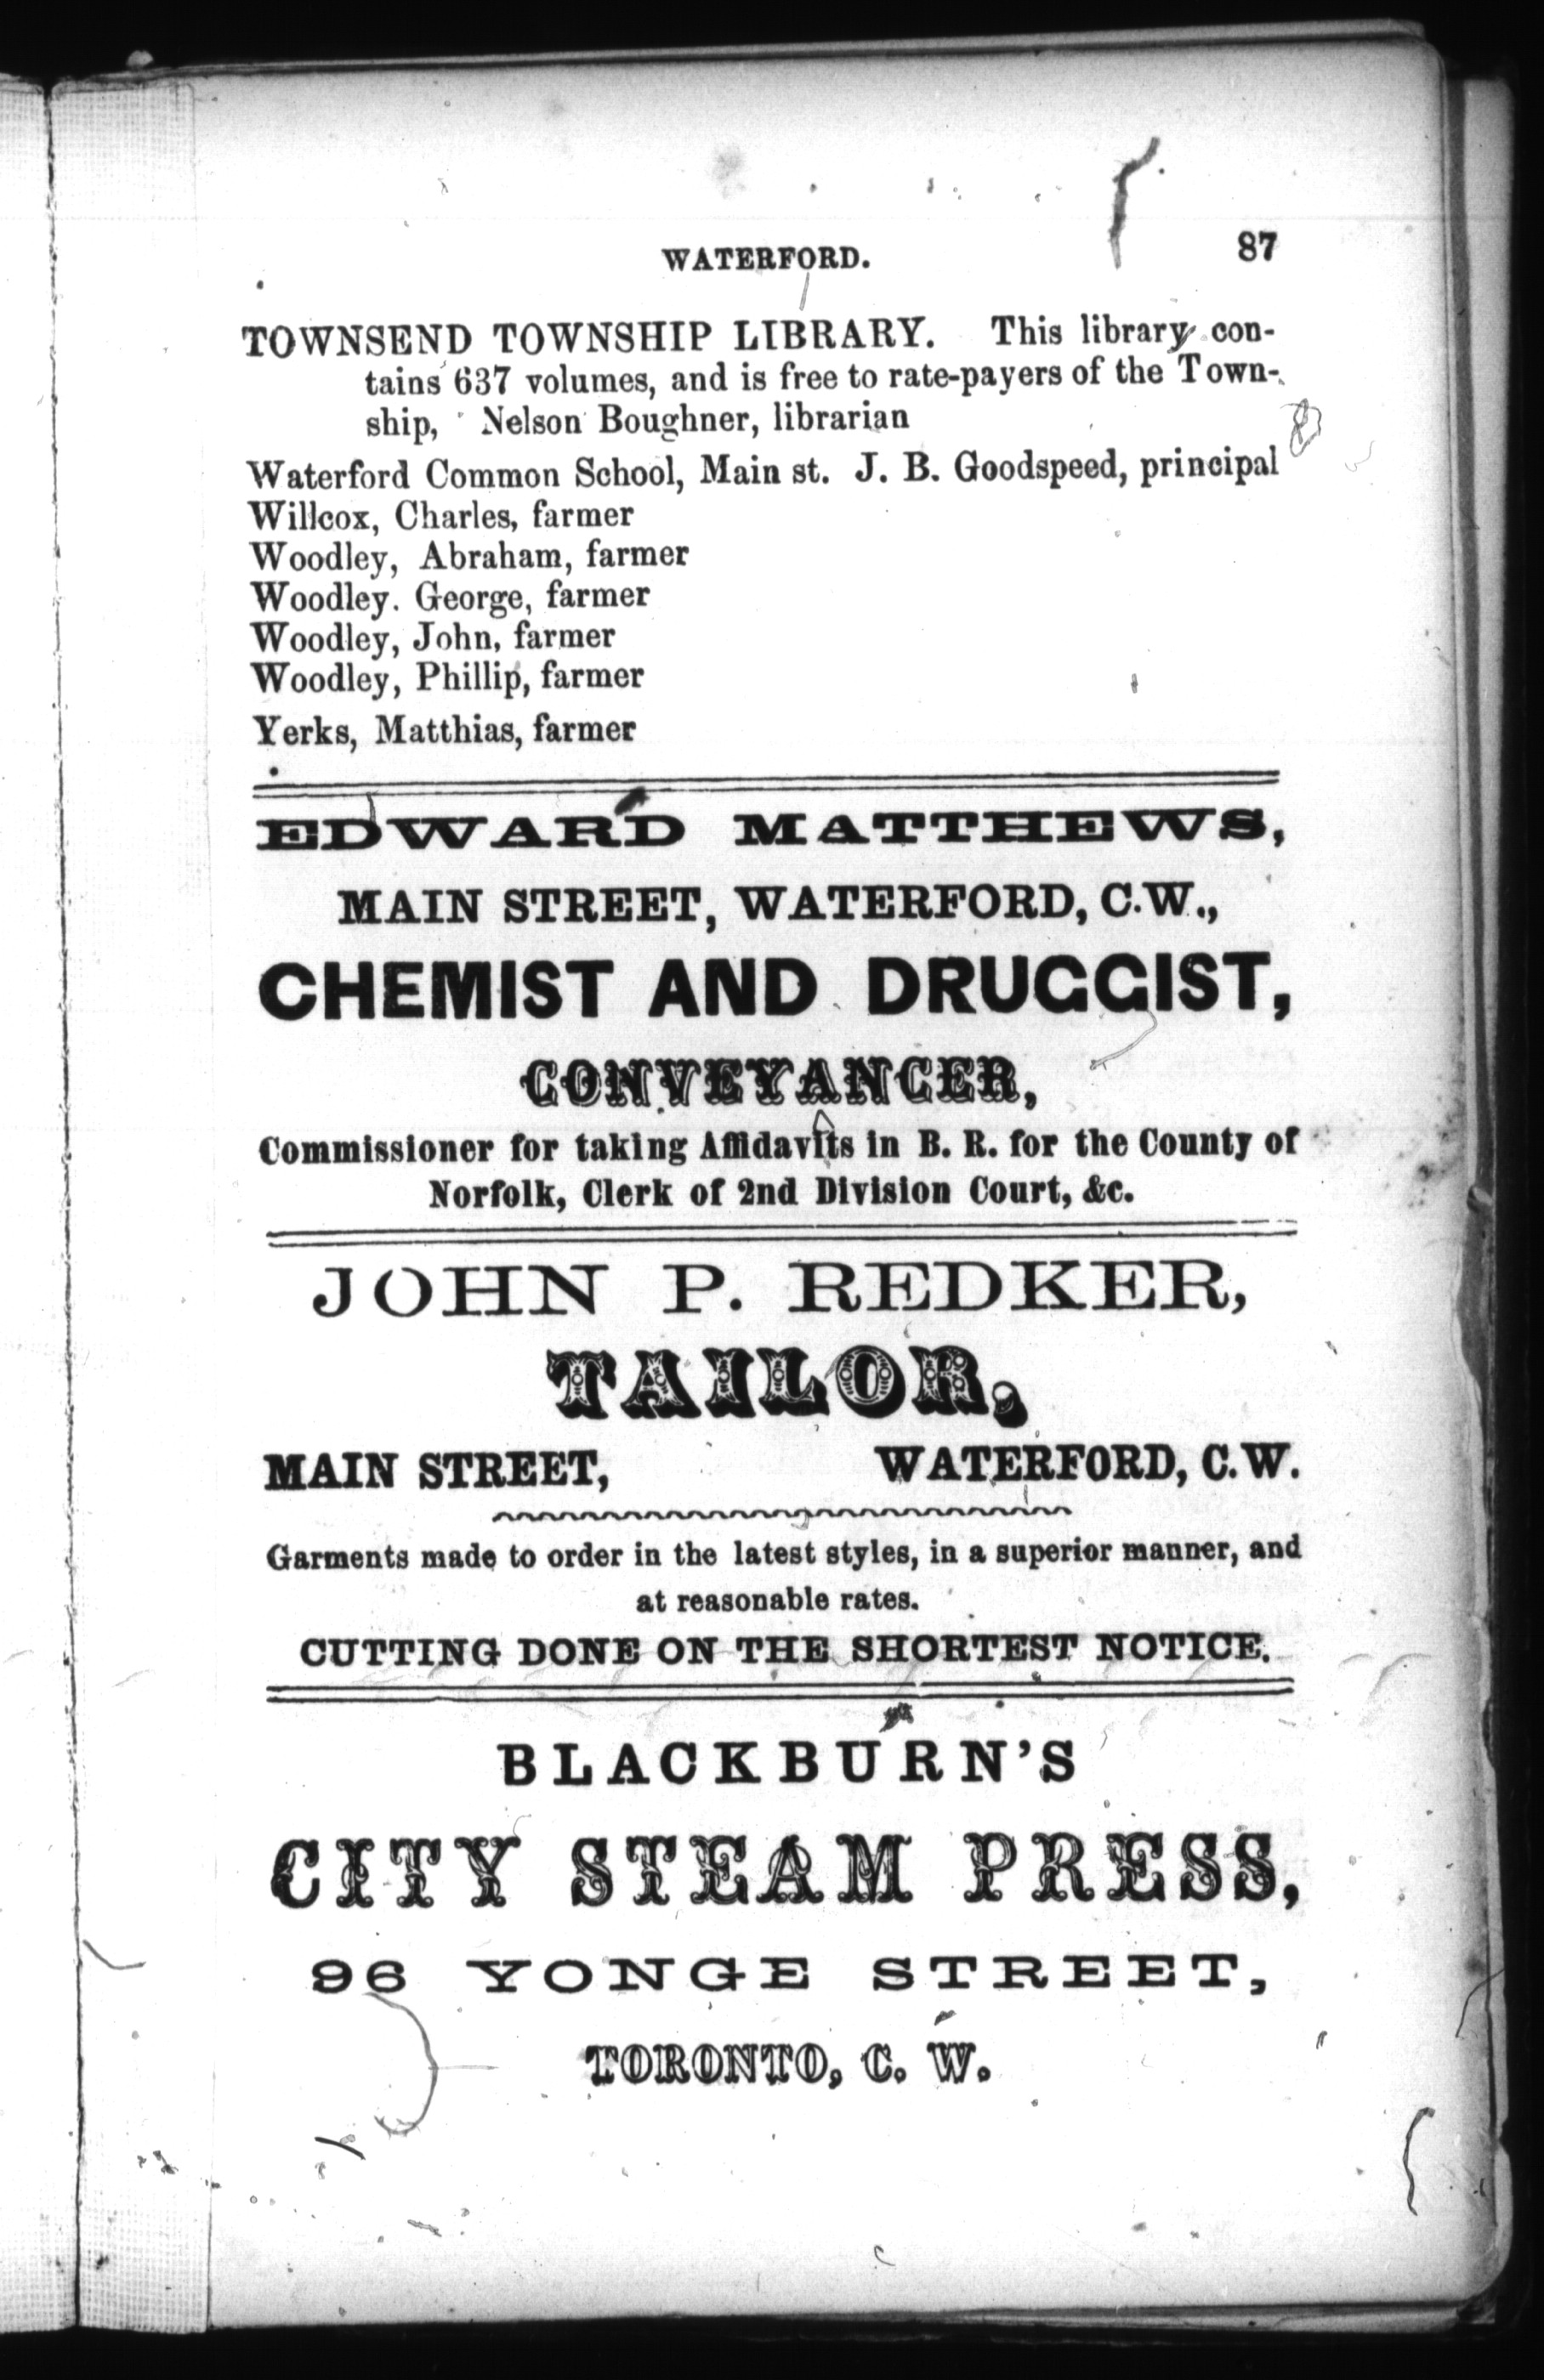 WATERFORD. 87
TOWNSEND TOWNSHIP LIBRARY. This library con-
tains 637 volumes, and is free to rate-payers of the Town-
ship, Nelson Boughner, librarian
Waterford Common School, Main st. J. B. Goodspeed, principal
Willcox, Charles, farmer
Woodley, Abraham, farmer
Woodley. George, farmer
Woodley, John, farmer
Woodley, Phillip, farmer
Yerks, Matthias, farmer
EDWARD MATTHEWS,
MAIN STREET, WATERFORD, C.W.,
CHEMIST AND DRUGGIST,
CONVEYANCER,
Commissioner for taking Affidavits in B. R. for the County of
Norfolk, Clerk of 2nd Division Court, &c.
JOHN P. REDKER,
TAILOR,
MAIN STREET, WATERFORD, C.W.
Garments made to order in the latest styles, in a superior manner, and
at reasonable rates.
CUTTING DONE ON THE SHORTEST NOTICE.
BLACKBURN'S
CITY STEAM PRESS,
96 YONGE STREET,
TORONTO, C. W.